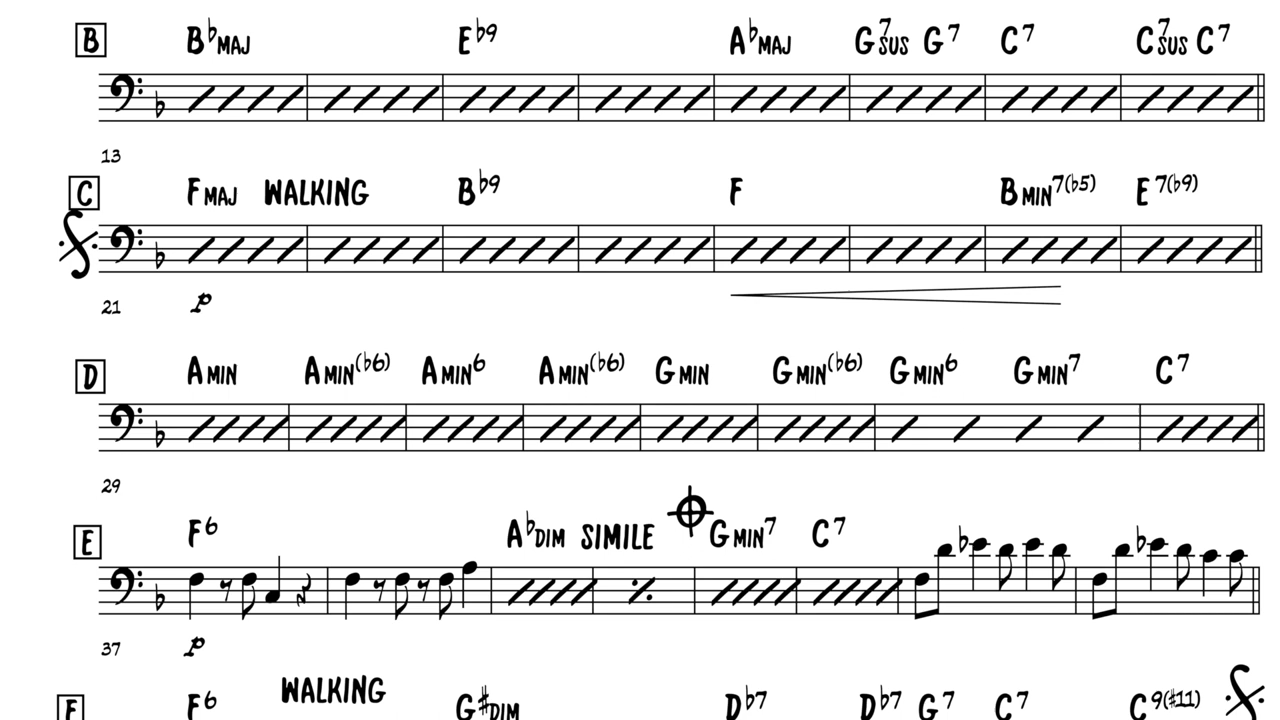 B B♭MAJ E♭9 A♭MAJ G7SUS G7 C7 C7SUS C7
13
C FMAJ WALKING B♭9 F BMIN7(♭5) E7(♭9)
21 p
D AMIN AMIN(♭6) AMIN6 AMIN(♭6) GMIN GMIN(♭6) GMIN6 GMIN7 C7
29
E F6 A♭DIM SIMILE GMIN7 C7
37 p
F F6 WALKING G#DIM D♭7 D♭7 G7 C7 C9(#11)